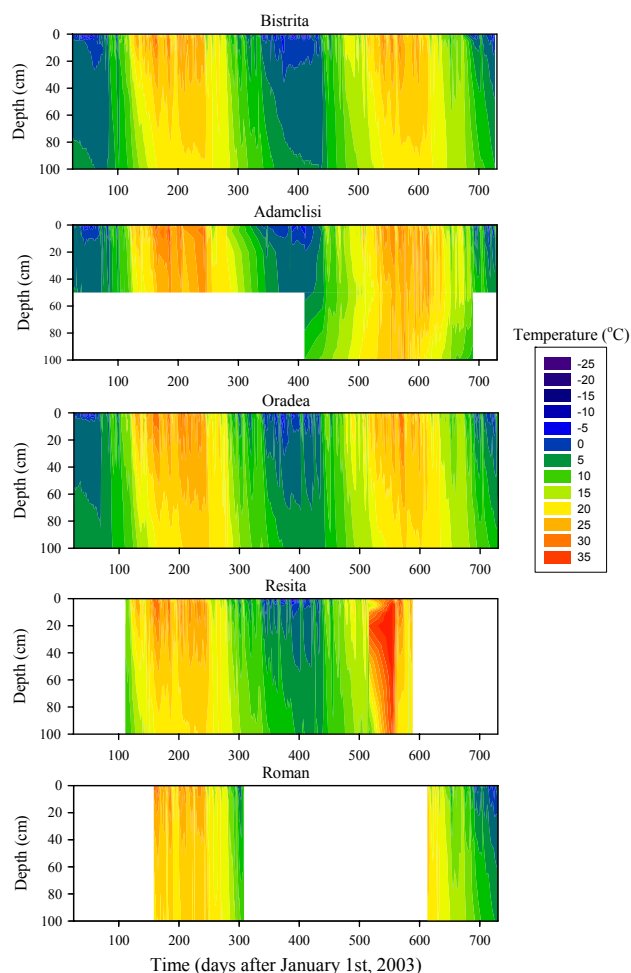 Bistrita
Depth (cm)
0
20
40
60
80
100
100 200 300 400 500 600 700
Adamclisi
Depth (cm)
0
20
40
60
80
100
100 200 300 400 500 600 700
Oradea
Depth (cm)
0
20
40
60
80
100
100 200 300 400 500 600 700
Resita
Depth (cm)
0
20
40
60
80
100
100 200 300 400 500 600 700
Roman
Depth (cm)
0
20
40
60
80
100
100 200 300 400 500 600 700
Time (days after January 1st, 2003)
Temperature (°C)
-25
-20
-15
-10
-5
0
5
10
15
20
25
30
35